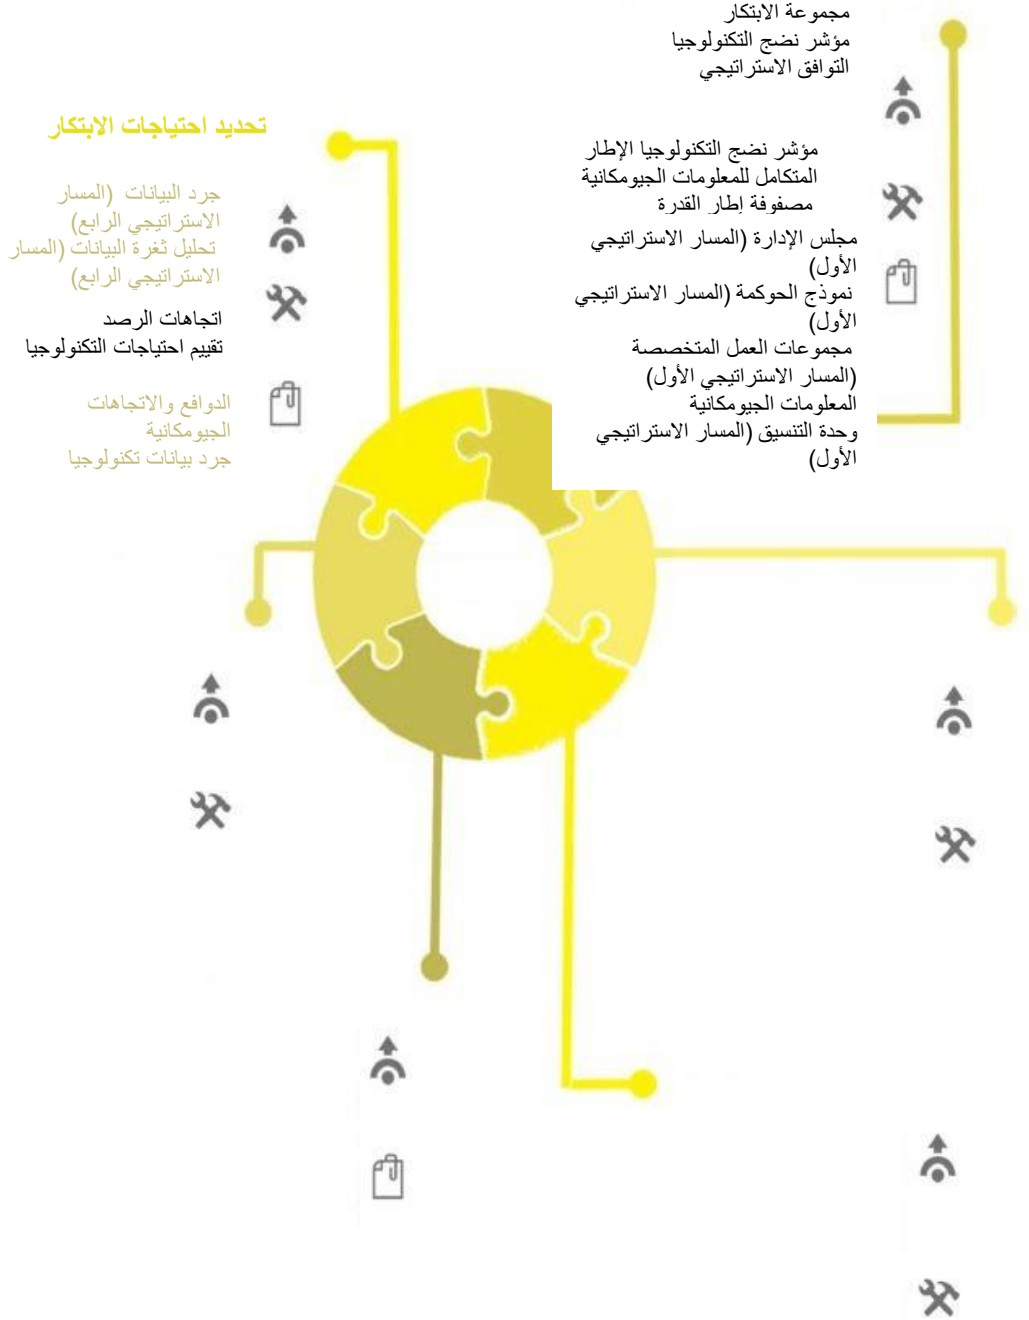 مجموعة الابتكار
مؤشر نضج التكنولوجيا
التوافق الاستراتيجي
مؤشر نضج التكنولوجيا الإطار
المتكامل للمعلومات الجيومكانية
مصفوفة إطار القدرة
مجلس الإدارة (المسار الاستراتيجي
الأول)
نموذج الحوكمة (المسار الاستراتيجي
الأول)
مجموعات العمل المتخصصة
(المسار الاستراتيجي الأول)
المعلومات الجيومكانية
وحدة التنسيق (المسار الاستراتيجي
الأول)
تحديد احتياجات الابتكار
جرد البيانات (المسار
الاستراتيجي الرابع)
تحليل ثغرة البيانات (المسار
الاستراتيجي الرابع)
اتجاهات الرصد
تقييم احتياجات التكنولوجيا
الدوافع والاتجاهات
الجيومكانية
جرد بيانات تكنولوجيا